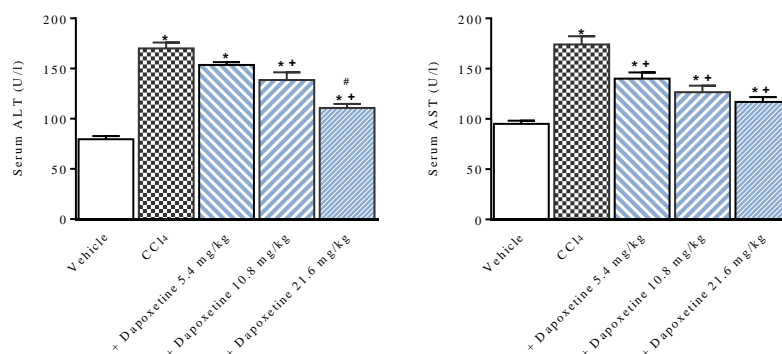 Serum ALT (U/l)
200
150
100
50
0
*
*
* +
#
* +
Vehicle
CCl4
+ Dapoxetine 5.4 mg/kg
+ Dapoxetine 10.8 mg/kg
+ Dapoxetine 21.6 mg/kg
Serum AST (U/l)
200
150
100
50
0
*
* +
* +
* +
Vehicle
CCl4
+ Dapoxetine 5.4 mg/kg
+ Dapoxetine 10.8 mg/kg
+ Dapoxetine 21.6 mg/kg